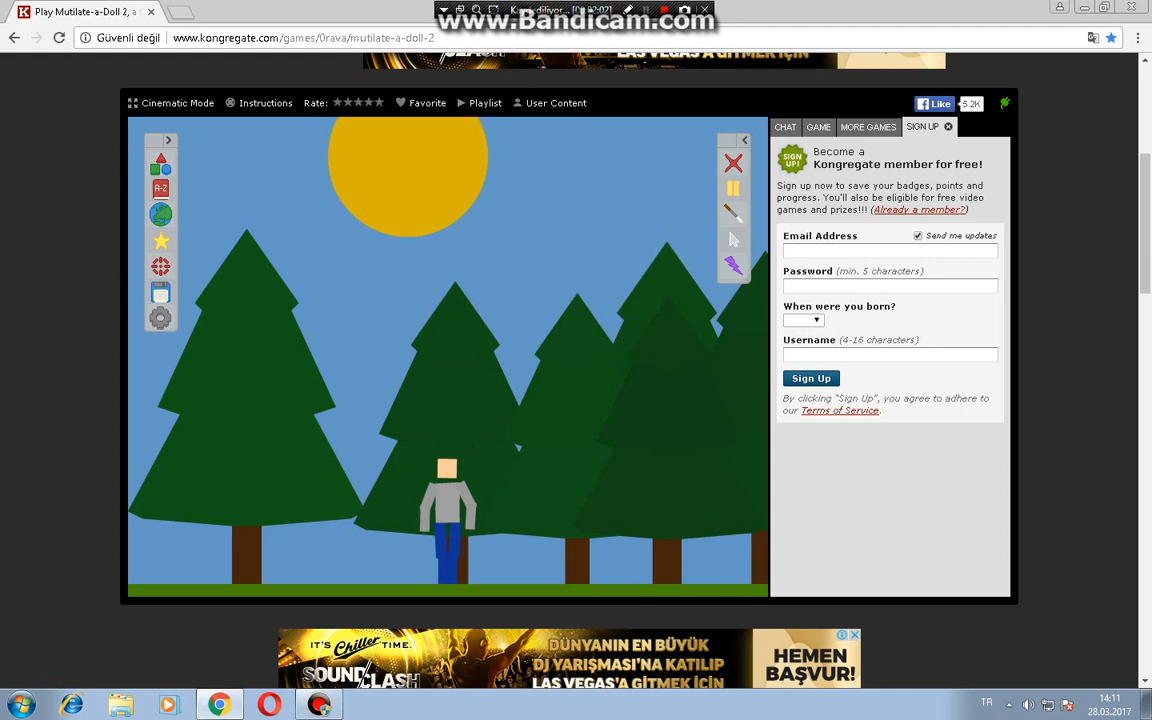 Play Mutilate-a-Doll 2, a
www.Bandicam.com
Güvenli değil
www.kongregate.com/games/0rava/mutilate-a-doll-2
LAS VEGAS'A GİTMEK İÇİN
Cinematic Mode
Instructions
Rate:
Favorite
Playlist
User Content
Like
5.2K
CHAT
GAME
MORE GAMES
SIGN UP
A-Z
SIGN UP!
Become a
Kongregate member for free!
Sign up now to save your badges, points and
progress. You'll also be eligible for free video
games and prizes!!! (Already a member?)
Email Address
Send me updates
Password (min. 5 characters)
When were you born?
Username (4-16 characters)
Sign Up
By clicking "Sign Up", you agree to adhere to
our Terms of Service.
IT'S Chiller TIME.
SOUNDCLASH
DÜNYANIN EN BÜYÜK
DJ YARIŞMASI'NA KATILIP
LAS VEGAS'A GİTMEK İÇİN
HEMEN
BAŞVUR!
TR
14:11
28.03.2017